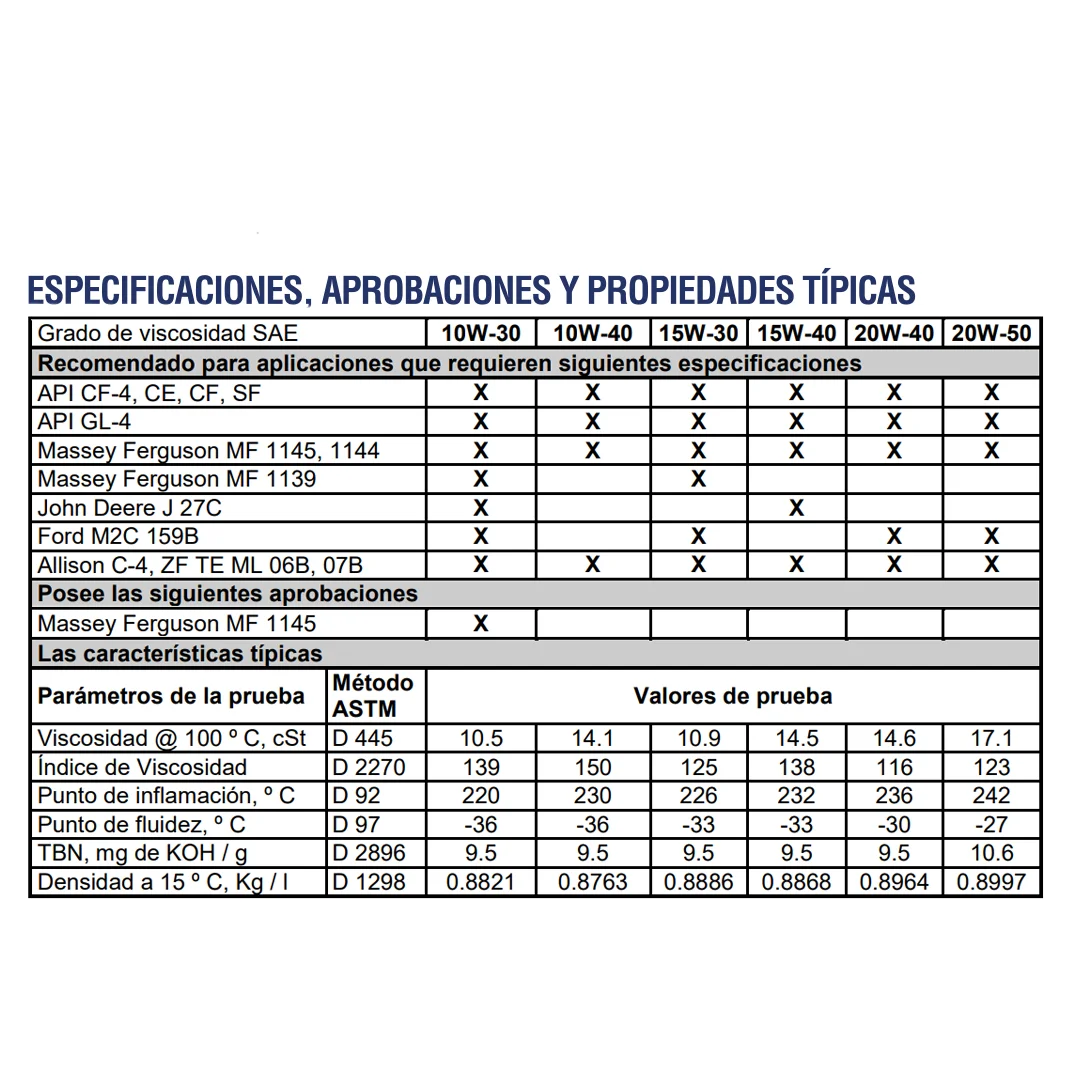 ESPECIFICACIONES, APROBACIONES Y PROPIEDADES TÍPICAS
Grado de viscosidad SAE 10W-30 10W-40 15W-30 15W-40 20W-40 20W-50
Recomendado para aplicaciones que requieren siguientes especificaciones
API CF-4, CE, CF, SF X X X X X X
API GL-4 X X X X X X
Massey Ferguson MF 1145, 1144 X X X X X X
Massey Ferguson MF 1139 X X
John Deere J 27C X X
Ford M2C 159B X X X X
Allison C-4, ZF TE ML 06B, 07B X X X X X X
Posee las siguientes aprobaciones
Massey Ferguson MF 1145 X
Las características típicas
Parámetros de la prueba Método ASTM Valores de prueba
Viscosidad @ 100 º C, cSt D 445 10.5 14.1 10.9 14.5 14.6 17.1
Índice de Viscosidad D 2270 139 150 125 138 116 123
Punto de inflamación, º C D 92 220 230 226 232 236 242
Punto de fluidez, º C D 97 -36 -36 -33 -33 -30 -27
TBN, mg de KOH / g D 2896 9.5 9.5 9.5 9.5 9.5 10.6
Densidad a 15 º C, Kg / l D 1298 0.8821 0.8763 0.8886 0.8868 0.8964 0.8997